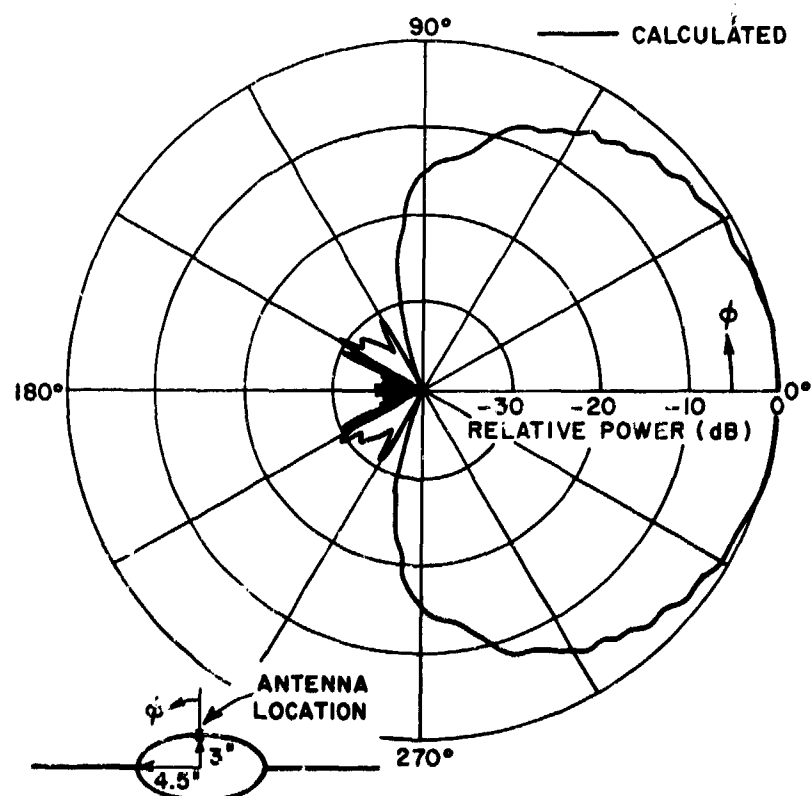 90°
CALCULATED
ϕ
180°
0°
-30 -20 -10 0
RELATIVE POWER (dB)
ANTENNA
LOCATION
ϕ
3"
4.5"
270°